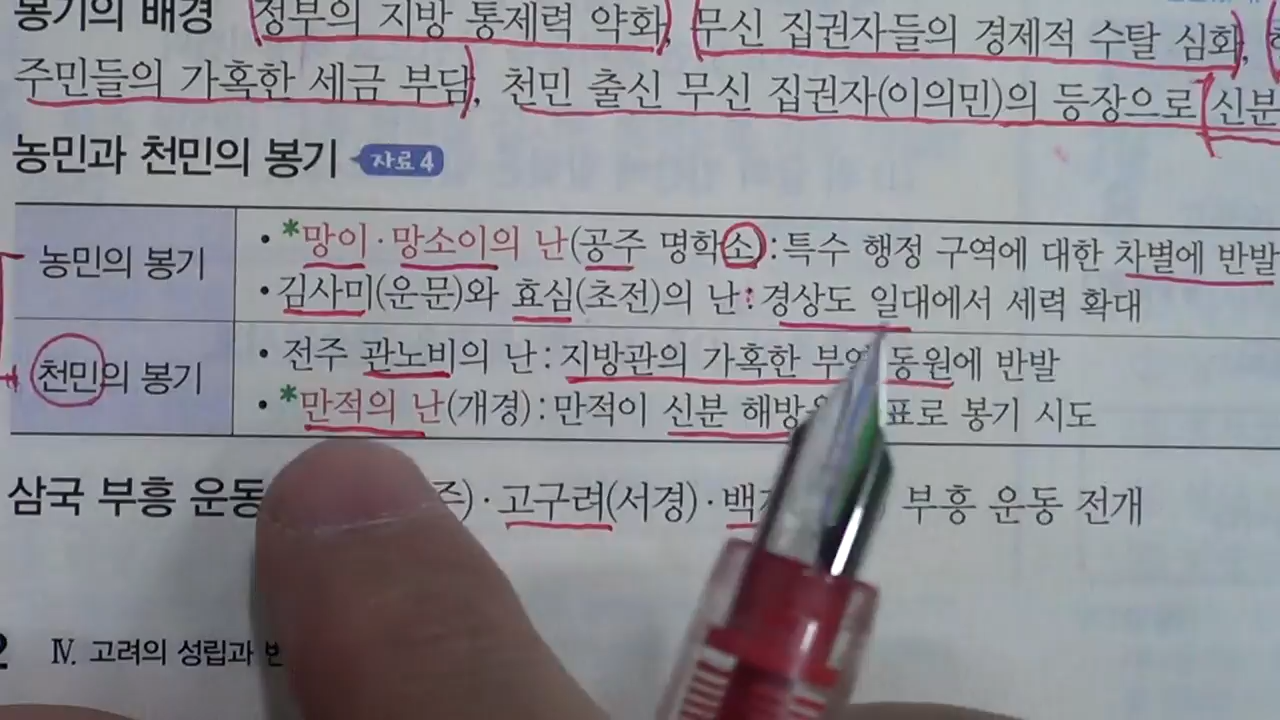 봉기의 배경 정부의 지방 통제력 약화, 무신 집권자들의 경제적 수탈 심화,
주민들의 가혹한 세금 부담, 천민 출신 무신 집권자(이의민)의 등장으로 신분
농민과 천민의 봉기 자료 4
농민의 봉기
• *망이·망소이의 난(공주 명학소): 특수 행정 구역에 대한 차별에 반발
• 김사미(운문)와 효심(초전)의 난: 경상도 일대에서 세력 확대
천민의 봉기
• 전주 관노비의 난: 지방관의 가혹한 부역 동원에 반발
• *만적의 난(개경): 만적이 신분 해방 표로 봉기 시도
삼국 부흥 운동 주)·고구려(서경)·백 부흥 운동 전개
2 Ⅳ. 고려의 성립과